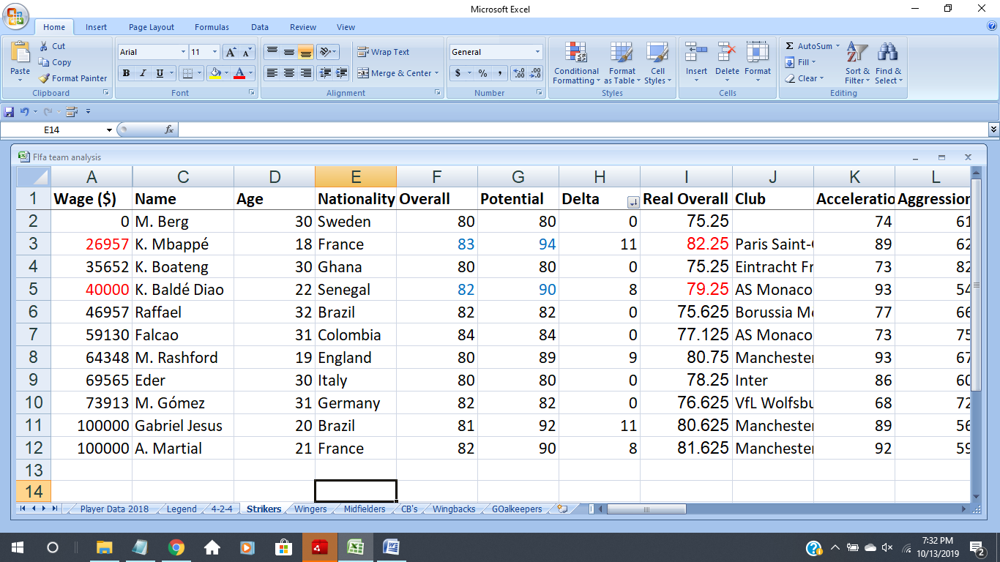 Microsoft Excel
Home Insert Page Layout Formulas Data Review View
Paste Cut Copy Format Painter Clipboard
Arial 11 A A B I U A Font
Wrap Text Merge & Center Alignment
General $ % , .0 .00 .00 .0 Number
Conditional Formatting Format as Table Cell Styles Styles
Insert Delete Format Cells
Σ AutoSum Fill Clear Sort & Filter Find & Select Editing
E14 fx
FIfa team analysis
A C D E F G H I J K L
1 Wage ($) Name Age Nationality Overall Potential Delta Real Overall Club Acceleratio Aggression
2 0 M. Berg 30 Sweden 80 80 0 75.25 74 61
3 26957 K. Mbappé 18 France 83 94 11 82.25 Paris Saint-G 89 62
4 35652 K. Boateng 30 Ghana 80 80 0 75.25 Eintracht Fr 73 82
5 40000 K. Baldé Diao 22 Senegal 82 90 8 79.25 AS Monaco 93 54
6 46957 Raffael 32 Brazil 82 82 0 75.625 Borussia Mö 77 66
7 59130 Falcao 31 Colombia 84 84 0 77.125 AS Monaco 73 75
8 64348 M. Rashford 19 England 80 89 9 80.75 Manchester 93 67
9 69565 Eder 30 Italy 80 80 0 78.25 Inter 86 60
10 73913 M. Gómez 31 Germany 82 82 0 76.625 VfL Wolfsbu 68 72
11 100000 Gabriel Jesus 20 Brazil 81 92 11 80.625 Manchester 89 56
12 100000 A. Martial 21 France 82 90 8 81.625 Manchester 92 59
13
14
Player Data 2018 Legend 4-2-4 Strikers Wingers Midfielders CB's Wingbacks GOalkeepers
7:32 PM
10/13/2019
2